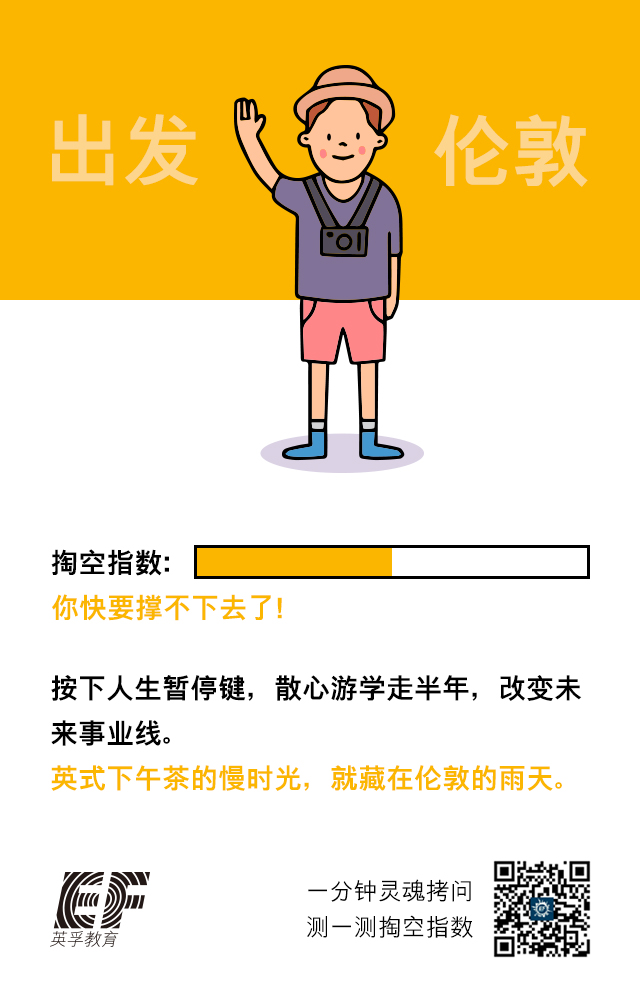 出发 伦敦
掏空指数:
你快要撑不下去了!
按下人生暂停键，散心游学走半年，改变未
来事业线。
英式下午茶的慢时光，就藏在伦敦的雨天。
一分钟灵魂拷问
测一测掏空指数
EF
英孚教育